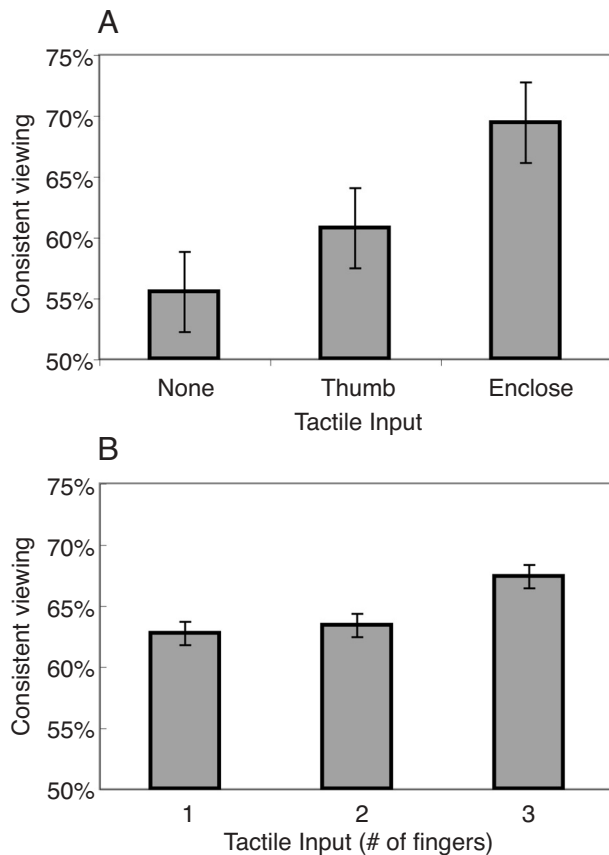 A
75%
70%
65%
60%
55%
50%
Consistent viewing
None Thumb Enclose
Tactile Input
B
75%
70%
65%
60%
55%
50%
Consistent viewing
1 2 3
Tactile Input (# of fingers)